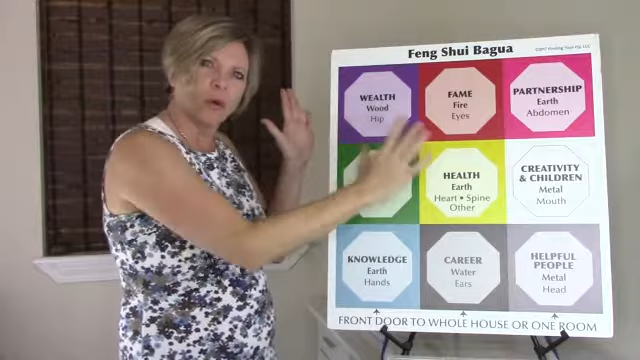 Feng Shui Bagua
WEALTH
Wood
Hip
FAME
Fire
Eyes
PARTNERSHIP
Earth
Abdomen
HEALTH
Earth
Heart • Spine
Other
CREATIVITY
& CHILDREN
Metal
Mouth
KNOWLEDGE
Earth
Hands
CAREER
Water
Ears
HELPFUL
PEOPLE
Metal
Head
FRONT DOOR TO WHOLE HOUSE OR ONE ROOM